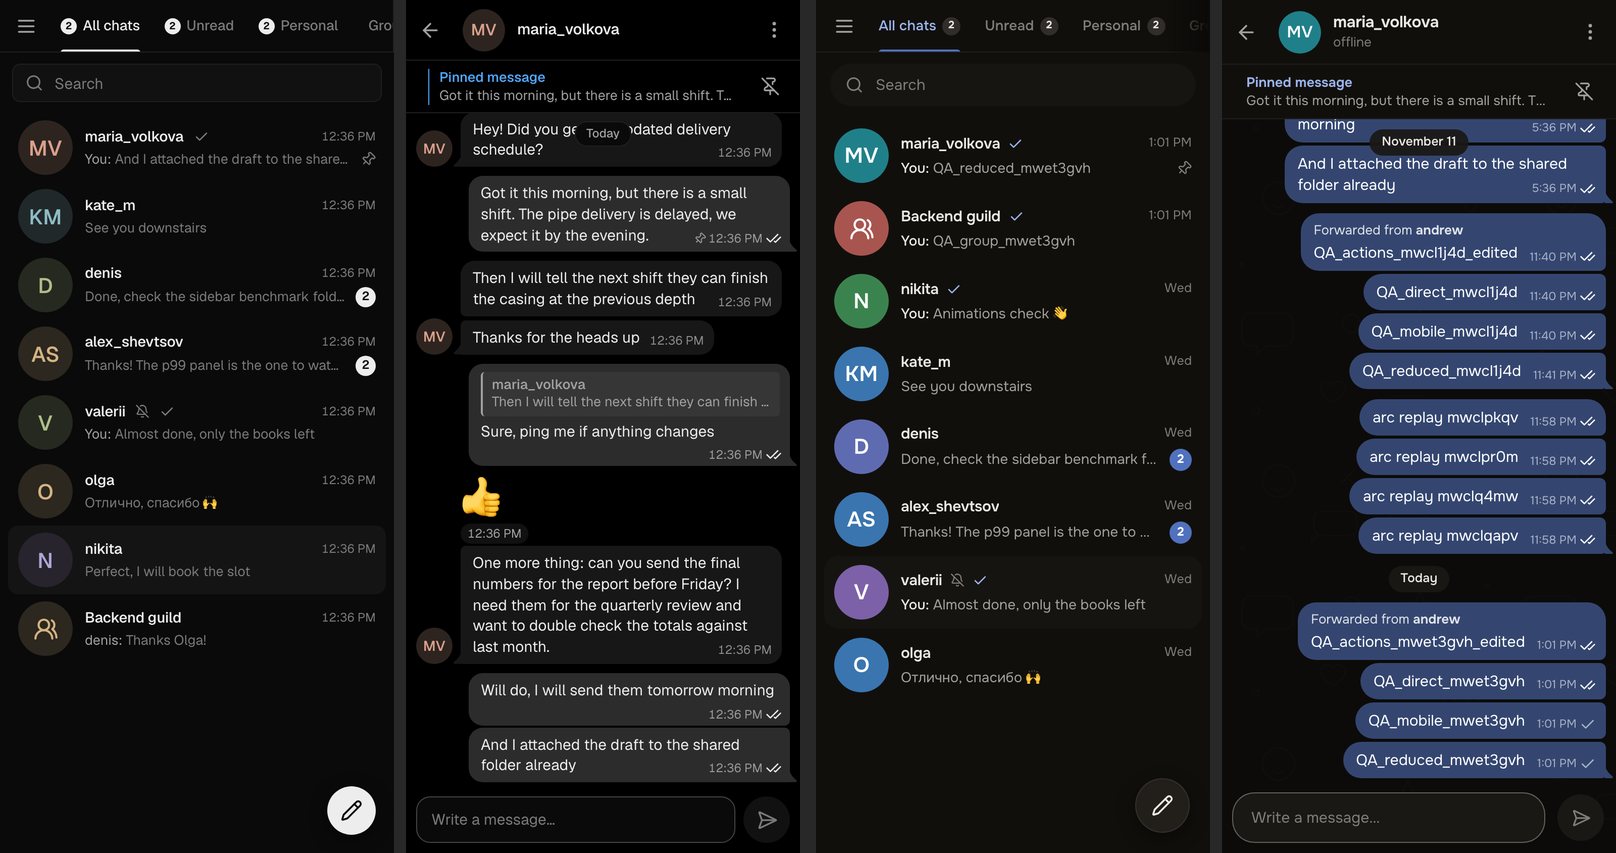 2 All chats 2 Unread 2 Personal Gro
Search
MV maria_volkova 12:36 PM
You: And I attached the draft to the share...
KM kate_m 12:36 PM
See you downstairs
D denis 12:36 PM
Done, check the sidebar benchmark fold... 2
AS alex_shevtsov 12:36 PM
Thanks! The p99 panel is the one to wat... 2
V valerii 12:36 PM
You: Almost done, only the books left
O olga 12:36 PM
Отлично, спасибо 🙌
N nikita 12:36 PM
Perfect, I will book the slot
Backend guild 12:36 PM
denis: Thanks Olga!
MV maria_volkova
Pinned message
Got it this morning, but there is a small shift. T...
Hey! Did you ge
dated delivery
Today
MV schedule? 12:36 PM
Got it this morning, but there is a small
shift. The pipe delivery is delayed, we
expect it by the evening. 12:36 PM
Then I will tell the next shift they can finish
the casing at the previous depth 12:36 PM
MV Thanks for the heads up 12:36 PM
maria_volkova
Then I will tell the next shift they can finish ...
Sure, ping me if anything changes
12:36 PM
👍
12:36 PM
One more thing: can you send the final
numbers for the report before Friday? I
need them for the quarterly review and
want to double check the totals against
MV last month. 12:36 PM
Will do, I will send them tomorrow morning
12:36 PM
And I attached the draft to the shared
folder already 12:36 PM
Write a message...
All chats 2 Unread 2 Personal 2 Gr
Search
MV maria_volkova 1:01 PM
You: QA_reduced_mwet3gvh
Backend guild 1:01 PM
You: QA_group_mwet3gvh
N nikita Wed
You: Animations check 👋
KM kate_m Wed
See you downstairs
D denis Wed
Done, check the sidebar benchmark f... 2
AS alex_shevtsov Wed
Thanks! The p99 panel is the one to ... 2
V valerii Wed
You: Almost done, only the books left
O olga Wed
Отлично, спасибо 🙌
MV maria_volkova
offline
Pinned message
Got it this morning, but there is a small shift. T...
morning 5:36 PM
November 11
And I attached the draft to the shared
folder already 5:36 PM
Forwarded from andrew
QA_actions_mwcl1j4d_edited 11:40 PM
QA_direct_mwcl1j4d 11:40 PM
QA_mobile_mwcl1j4d 11:40 PM
QA_reduced_mwcl1j4d 11:41 PM
arc replay mwclpkqv 11:58 PM
arc replay mwclpr0m 11:58 PM
arc replay mwclq4mw 11:58 PM
arc replay mwclqapv 11:58 PM
Today
Forwarded from andrew
QA_actions_mwet3gvh_edited 1:01 PM
QA_direct_mwet3gvh 1:01 PM
QA_mobile_mwet3gvh 1:01 PM
QA_reduced_mwet3gvh 1:01 PM
Write a message...